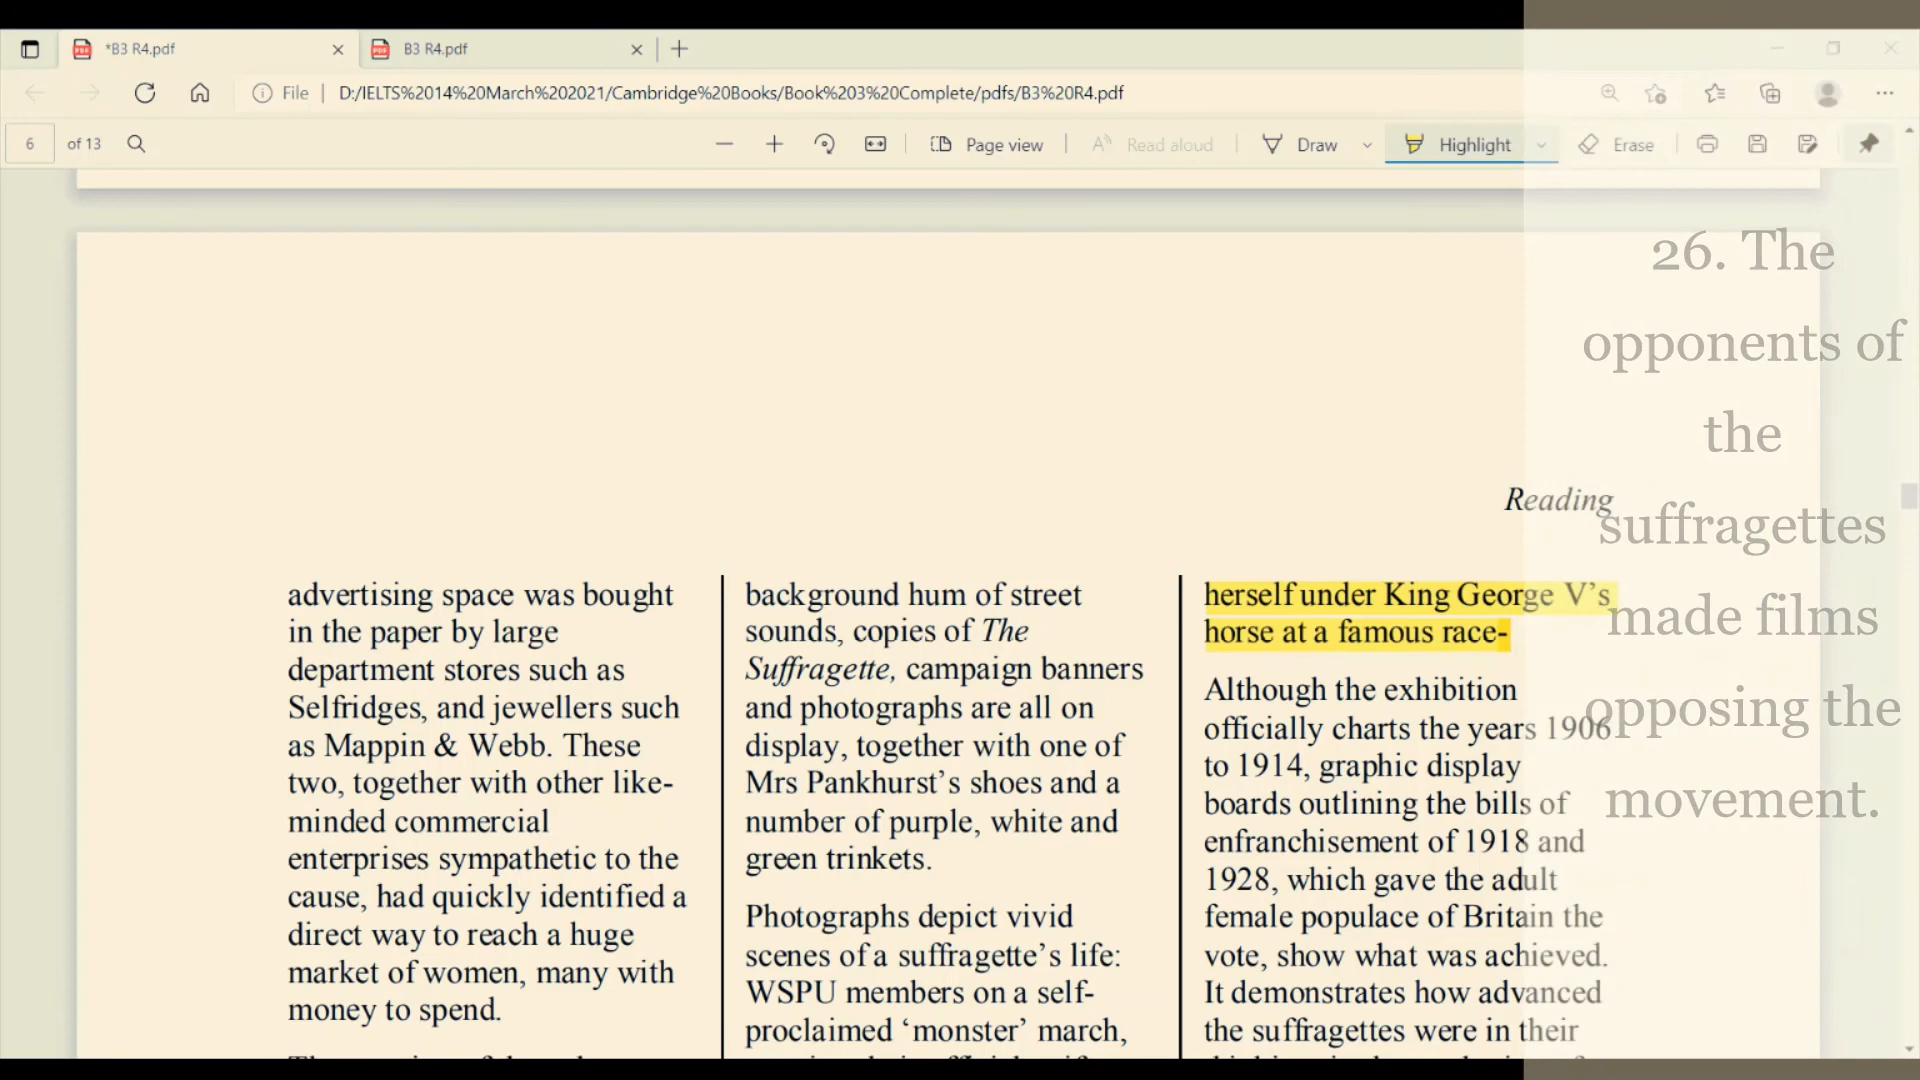 *B3 R4.pdf
B3 R4.pdf
File
D:/IELTS%2014%20March%202021/Cambridge%20Books/Book%203%20Complete/pdfs/B3%20R4.pdf
6
of 13
Page view
Read aloud
Draw
Highlight
Erase
Reading
advertising space was bought
in the paper by large
department stores such as
Selfridges, and jewellers such
as Mappin & Webb. These
two, together with other like-
minded commercial
enterprises sympathetic to the
cause, had quickly identified a
direct way to reach a huge
market of women, many with
money to spend.
background hum of street
sounds, copies of The
Suffragette, campaign banners
and photographs are all on
display, together with one of
Mrs Pankhurst's shoes and a
number of purple, white and
green trinkets.
Photographs depict vivid
scenes of a suffragette's life:
WSPU members on a self-
proclaimed 'monster' march,
herself under King George V's
horse at a famous race-
Although the exhibition
officially charts the years 1906
to 1914, graphic display
boards outlining the bills of
enfranchisement of 1918 and
1928, which gave the adult
female populace of Britain the
vote, show what was achieved.
It demonstrates how advanced
the suffragettes were in their
26. The
opponents of
the
suffragettes
made films
opposing the
movement.